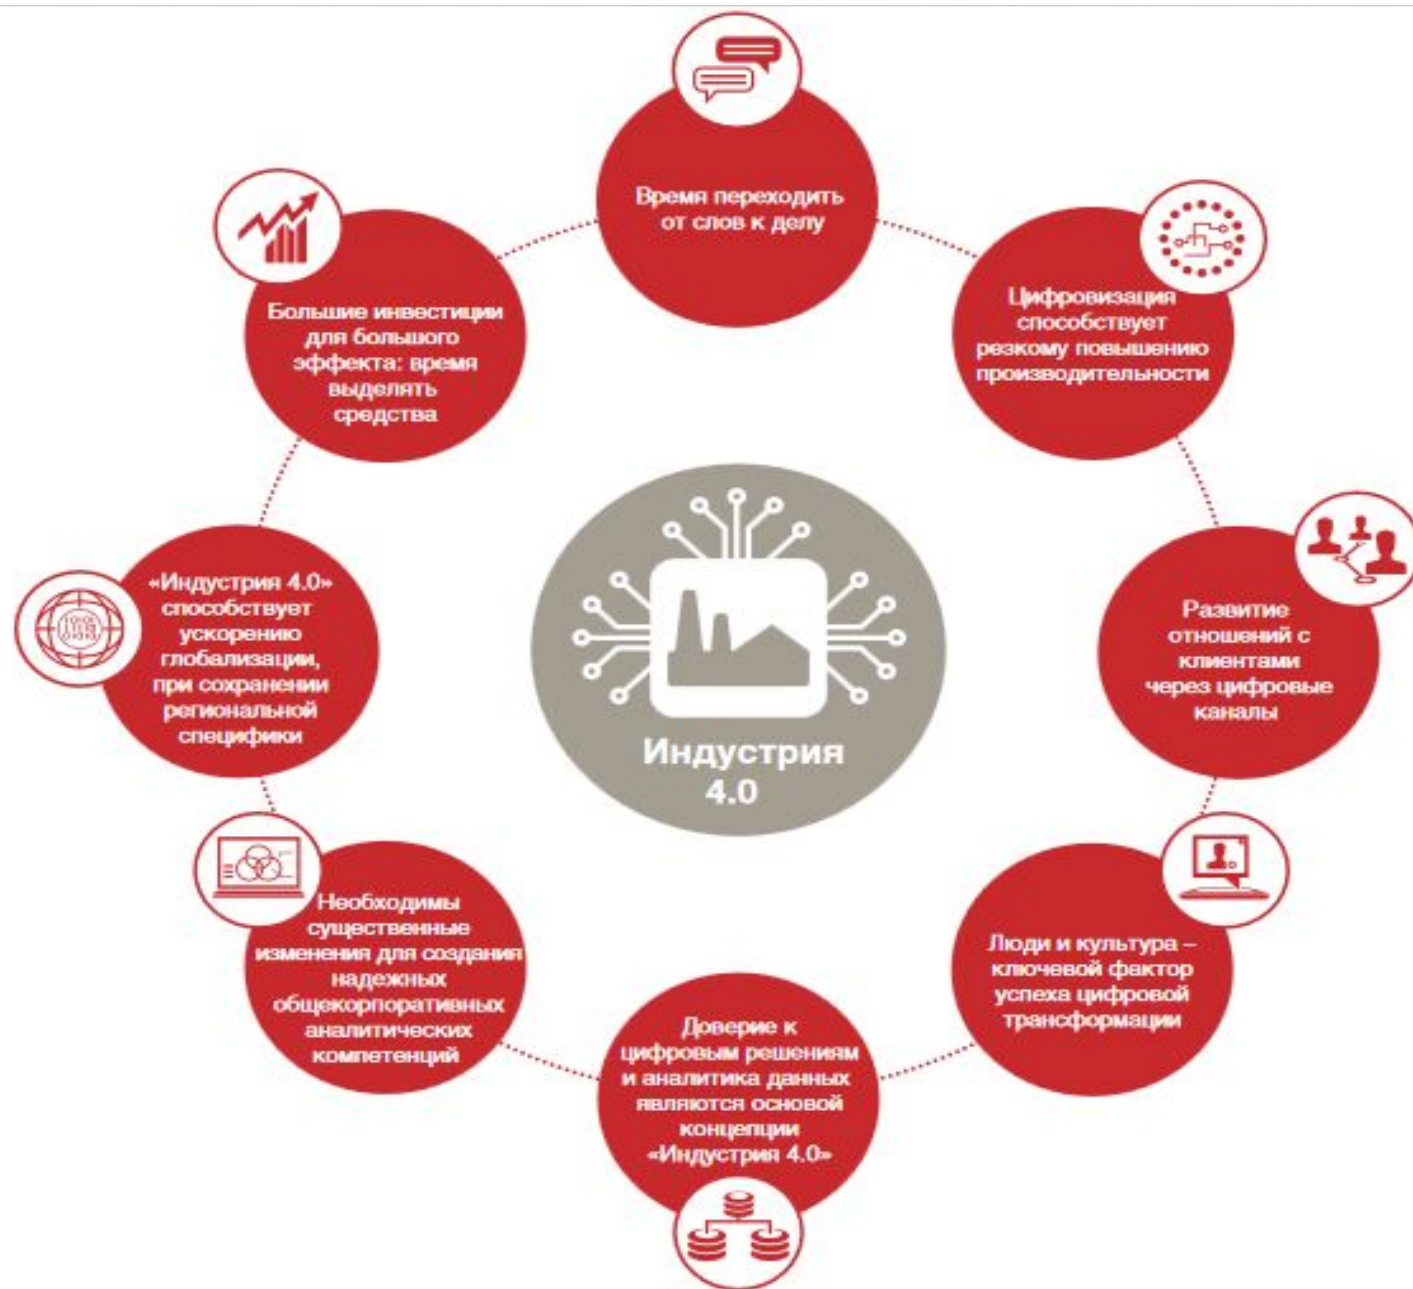 Время переходить
от слов к делу
Цифровизация
способствует
резкому повышению
производительности
Развитие
отношений с
клиентами
через цифровые
каналы
Люди и культура –
ключевой фактор
успеха цифровой
трансформации
Доверие к
цифровым решениям
и аналитика данных
являются основой
концепции
«Индустрия 4.0»
Необходимы
существенные
изменения для создания
надежных
общекорпоративных
аналитических
компетенций
«Индустрия 4.0»
способствует
ускорению
глобализации,
при сохранении
региональной
специфики
Большие инвестиции
для большого
эффекта: время
выделять
средства
Индустрия
4.0